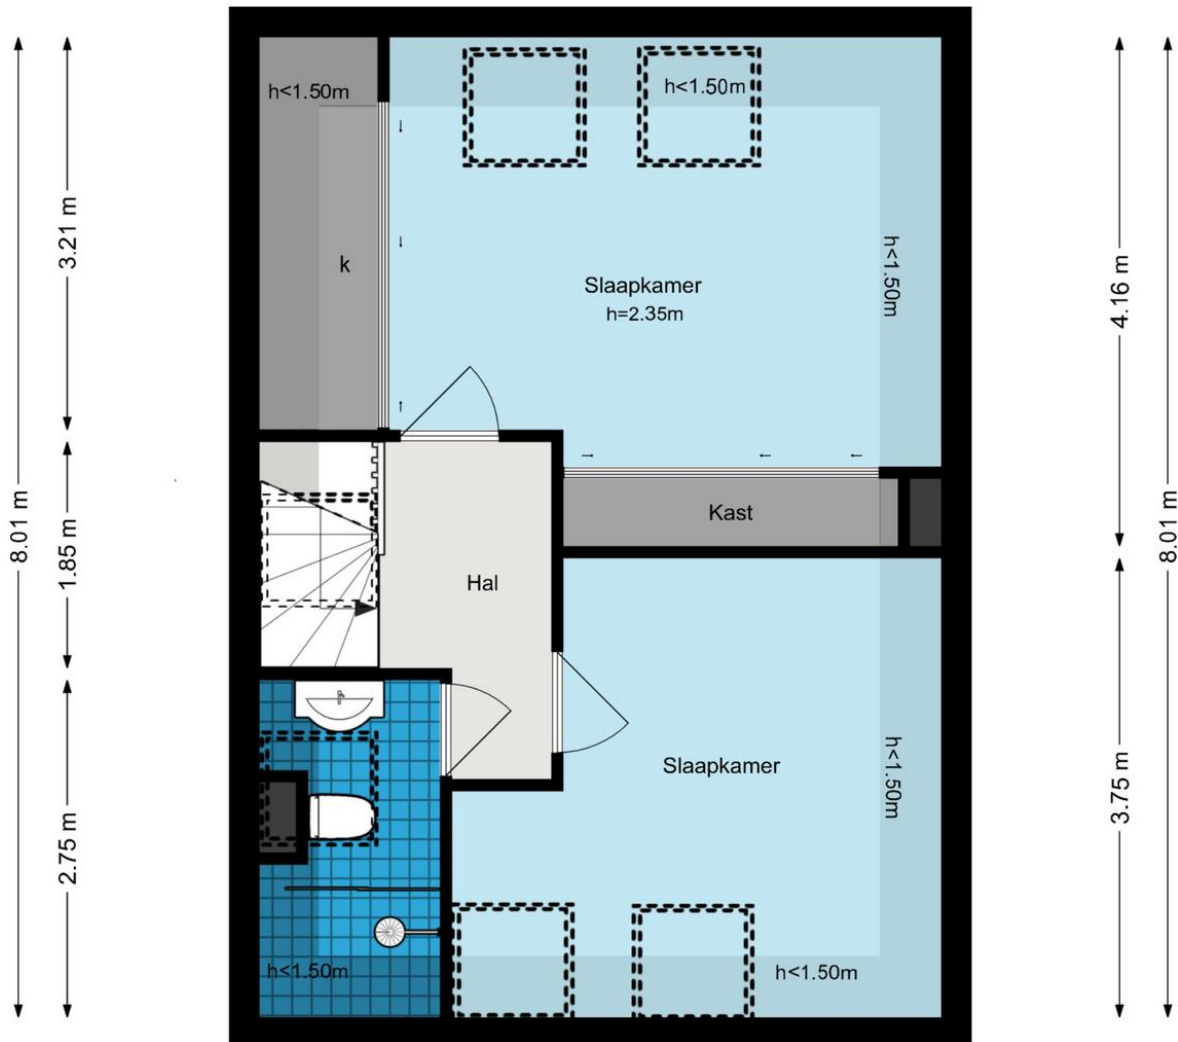 h<1.50m
h<1.50m
k
Slaapkamer
h=2.35m
h<1.50m
Kast
Hal
Slaapkamer
h<1.50m
h<1.50m
h<1.50m
8.01 m
3.21 m
1.85 m
2.75 m
4.16 m
3.75 m
8.01 m